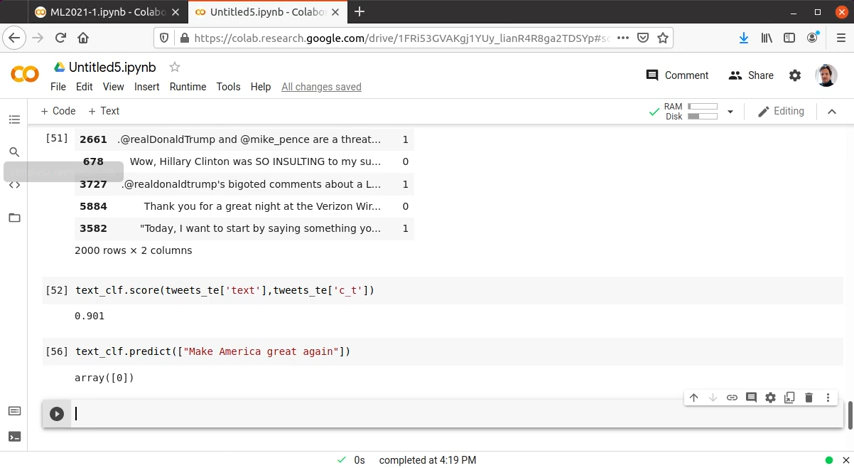 ML2021-1.ipynb - Colabo
Untitled5.ipynb - Colabo
https://colab.research.google.com/drive/1FRi53GVAKgj1YUy_lianR4R8ga2TDSYp#sc
Untitled5.ipynb
File Edit View Insert Runtime Tools Help All changes saved
Comment Share
+ Code + Text
RAM
Disk
Editing
[51] 2661 .@realDonaldTrump and @mike_pence are a threat... 1
678 Wow, Hillary Clinton was SO INSULTING to my su... 0
3727 .@realdonaldtrump's bigoted comments about a L... 1
5884 Thank you for a great night at the Verizon Wir... 0
3582 "Today, I want to start by saying something yo... 1
2000 rows × 2 columns
[52] text_clf.score(tweets_te['text'],tweets_te['c_t'])
0.901
[56] text_clf.predict(["Make America great again"])
array([0])
0s completed at 4:19 PM